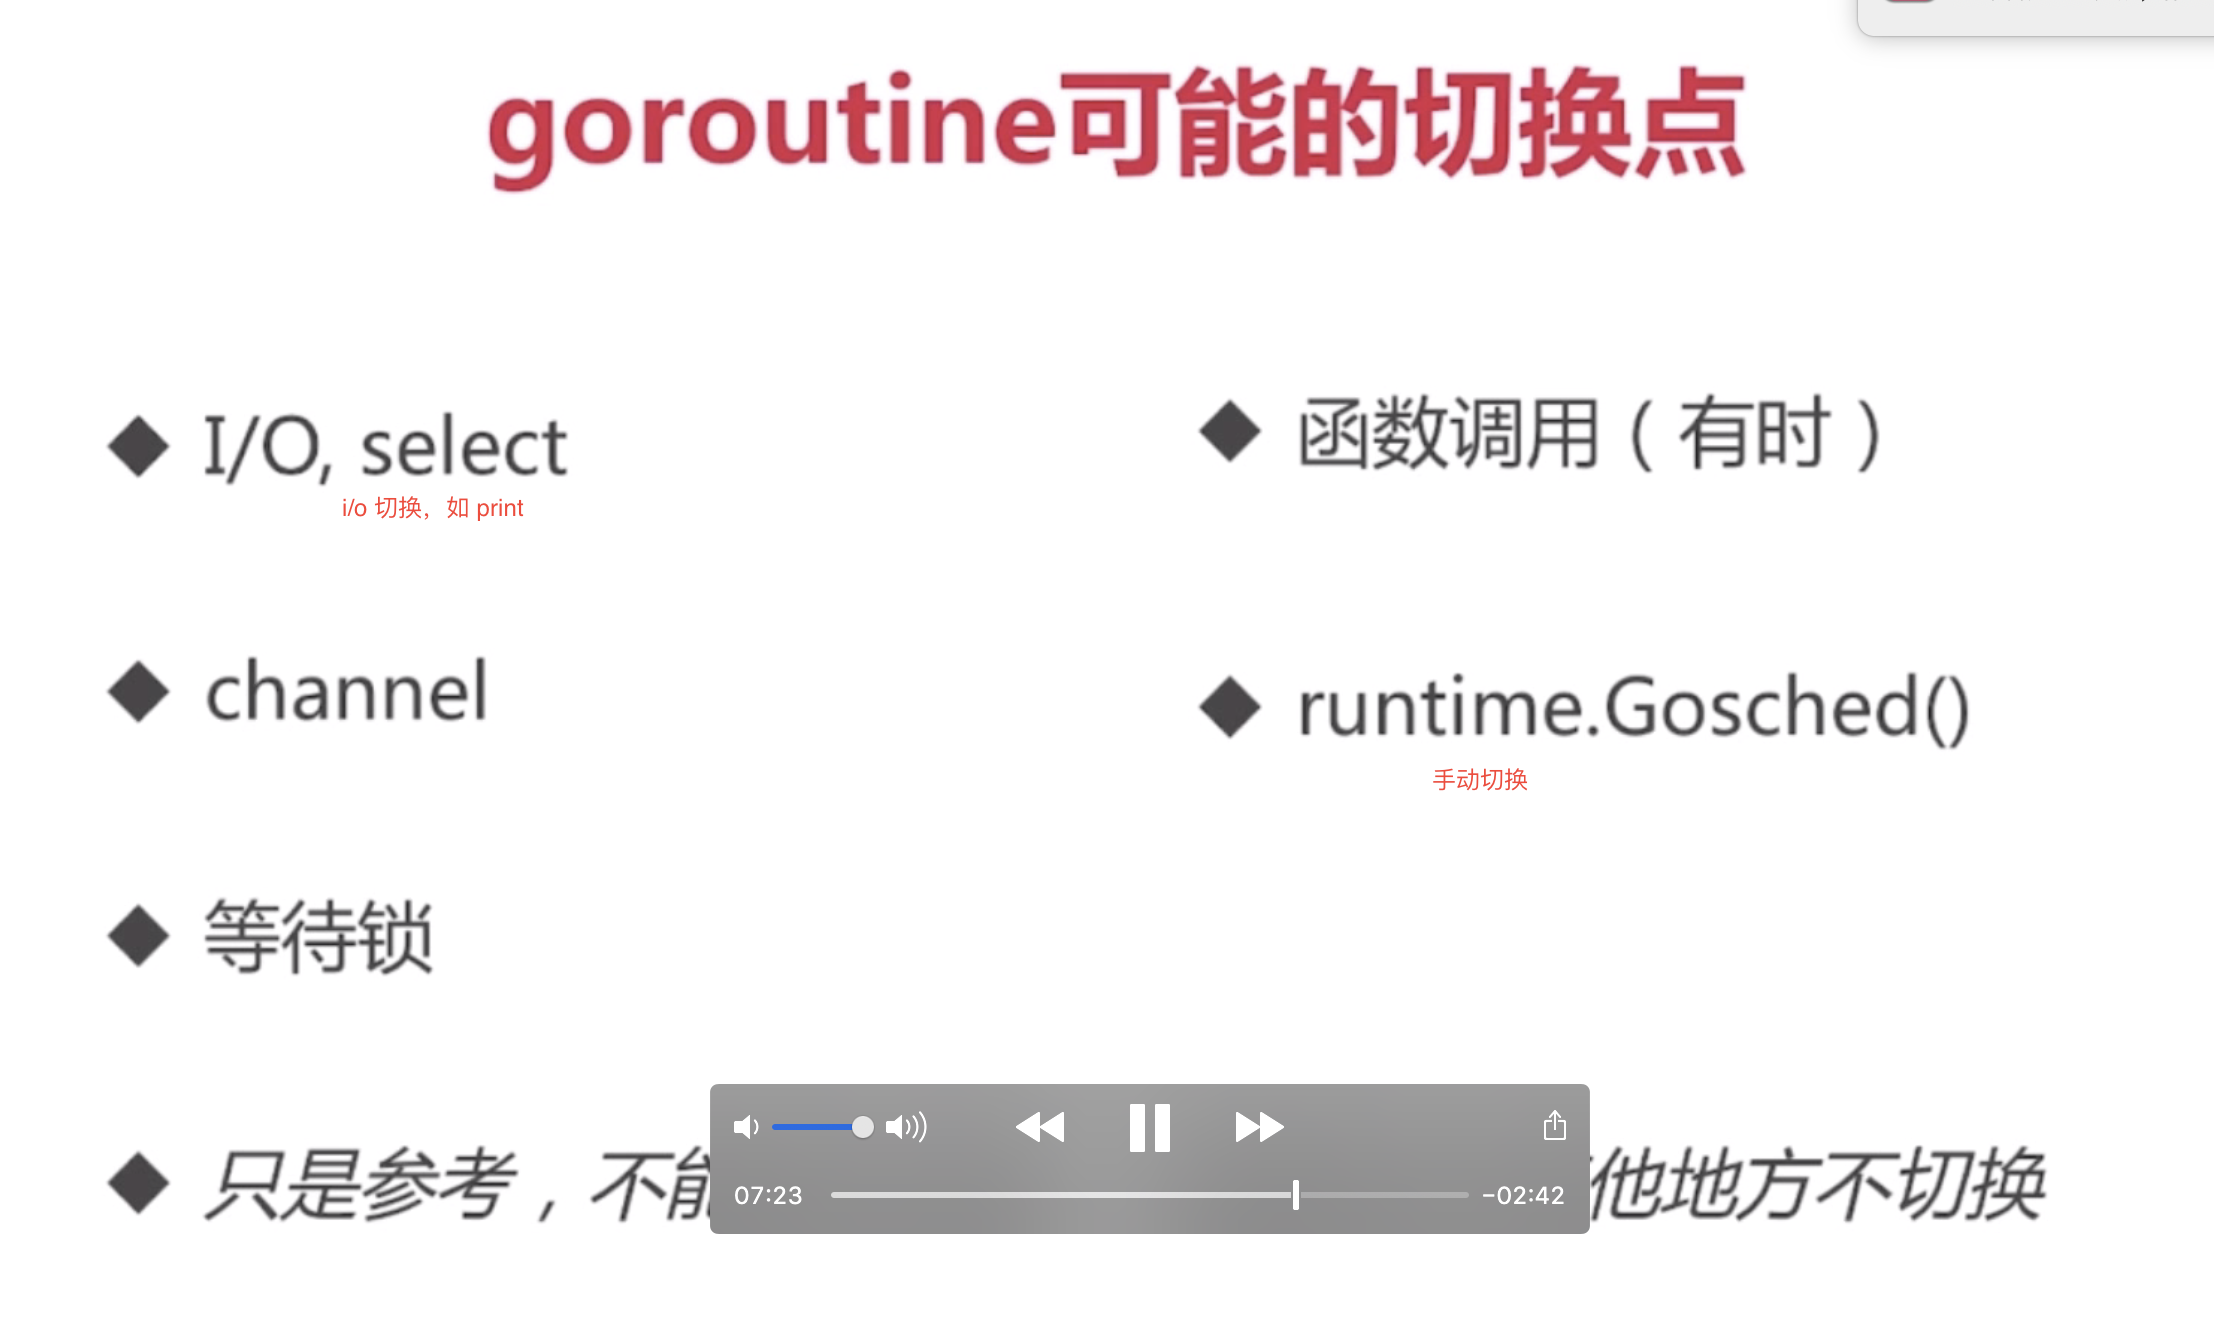 goroutine可能的切换点
I/O, select
i/o 切换，如 print
channel
等待锁
函数调用（有时）
runtime.Gosched()
手动切换
只是参考，不能
他地方不切换
07:23
-02:42